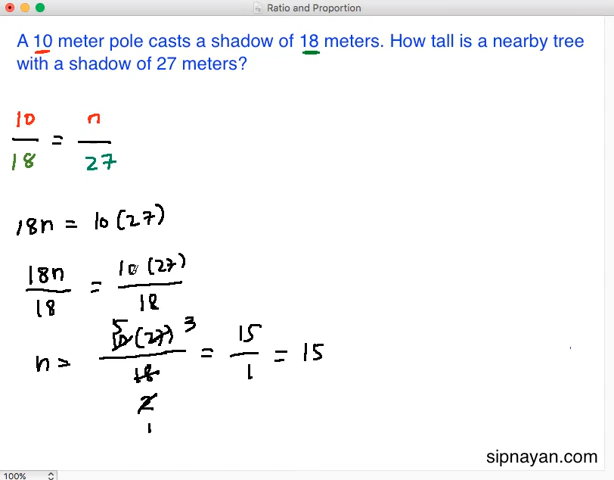 Ratio and Proportion
A 10 meter pole casts a shadow of 18 meters. How tall is a nearby tree
with a shadow of 27 meters?
10/18 = n/27
18n = 10(27)
18n/18 = 10(27)/18
5 3
n = 10(27)/18 = 15/1 = 15
2
1
sipnayan.com
100%